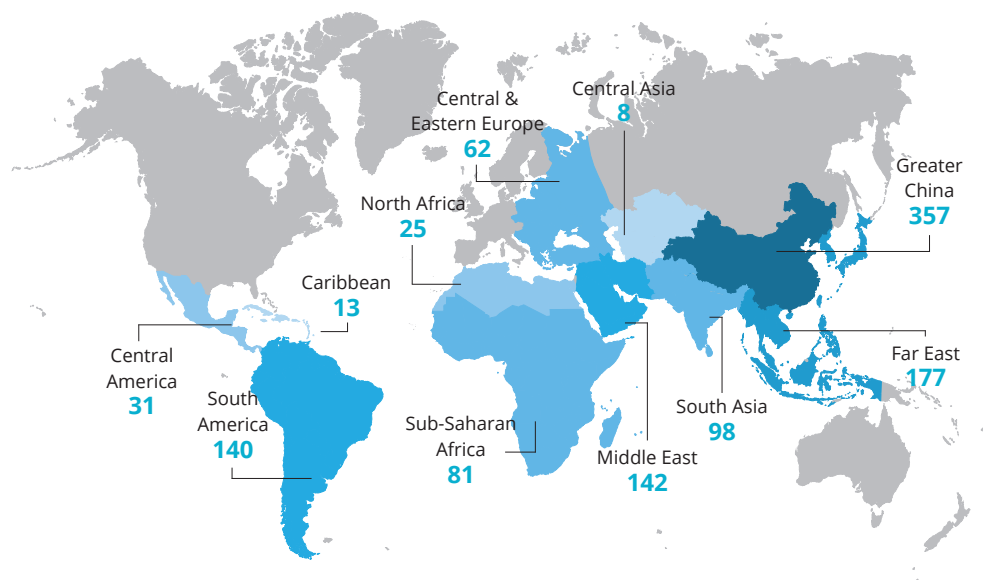 Central Asia
8
Central &
Eastern Europe
62
Greater
China
357
North Africa
25
Caribbean
13
Central
America
31
Far East
177
South
America
140
South Asia
98
Sub-Saharan
Africa
81
Middle East
142